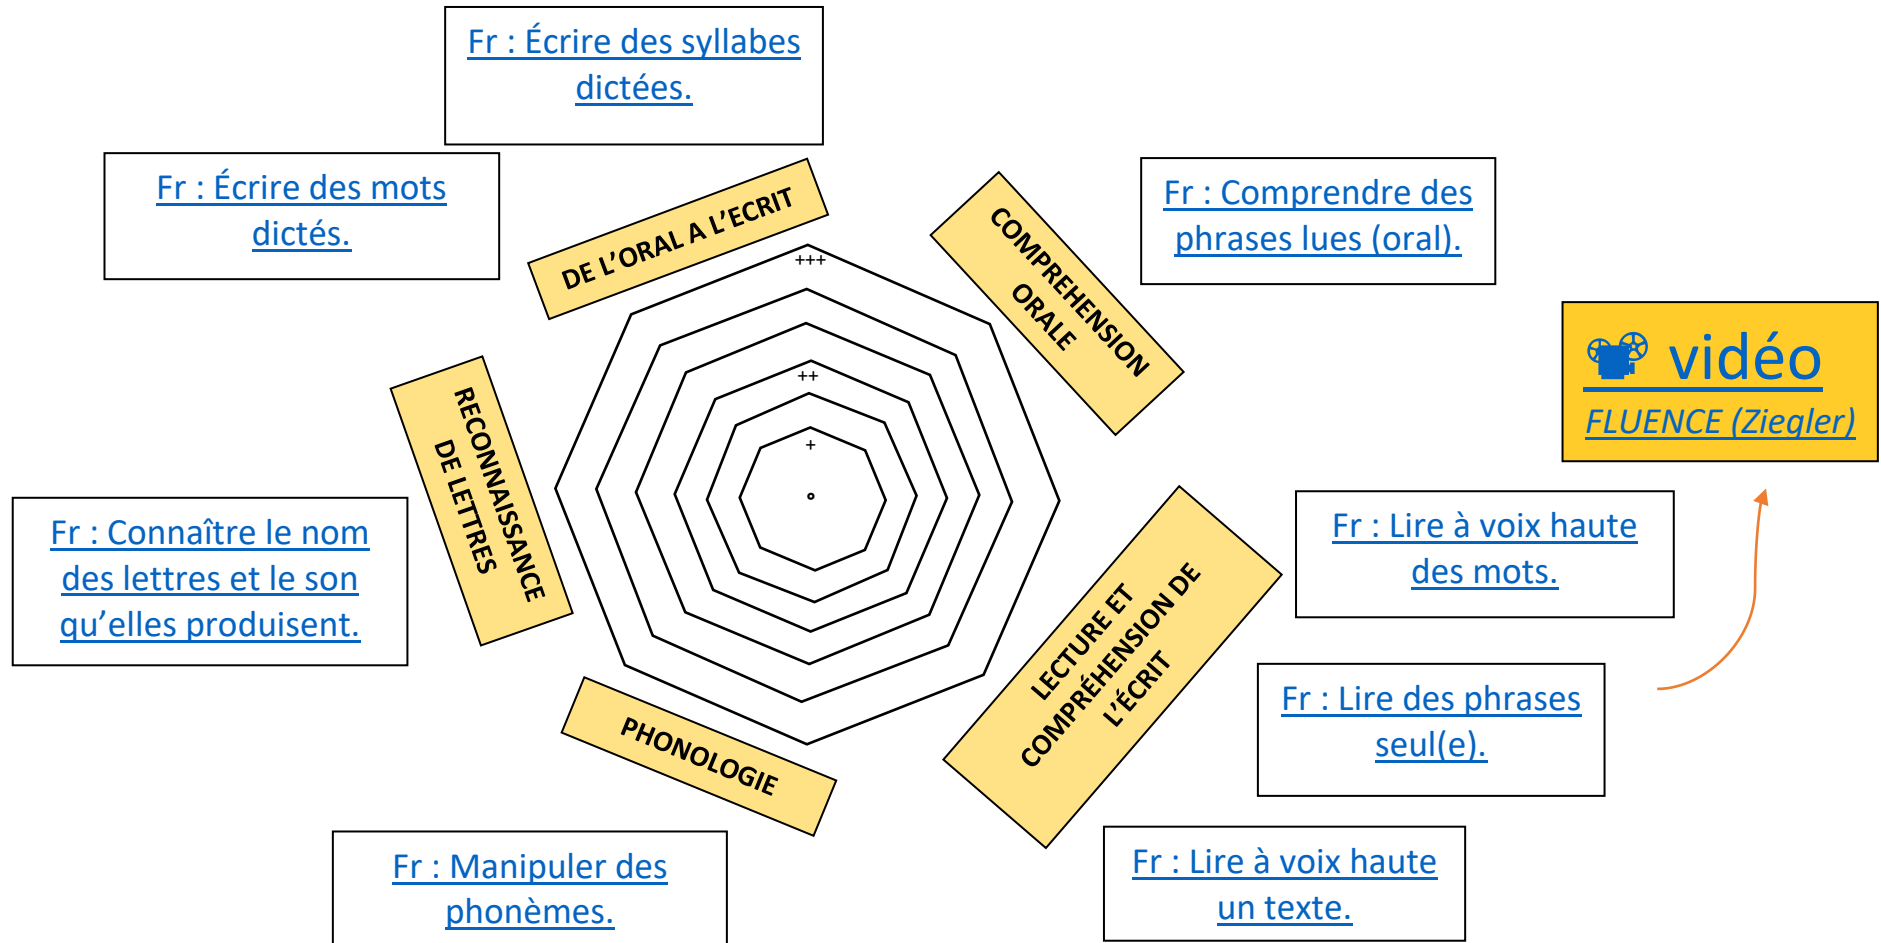 Fr : Écrire des syllabes
dictées.
Fr : Écrire des mots
dictés.
DE L’ORAL A L’ECRIT
COMPREHENSION
ORALE
Fr : Comprendre des
phrases lues (oral).
+++
++
+
vidéo
FLUENCE (Ziegler)
RECONNAISSANCE
DE LETTRES
Fr : Connaître le nom
des lettres et le son
qu’elles produisent.
Fr : Lire à voix haute
des mots.
LECTURE ET
COMPRÉHENSION DE
L’ÉCRIT
Fr : Lire des phrases
seul(e).
PHONOLOGIE
Fr : Manipuler des
phonèmes.
Fr : Lire à voix haute
un texte.